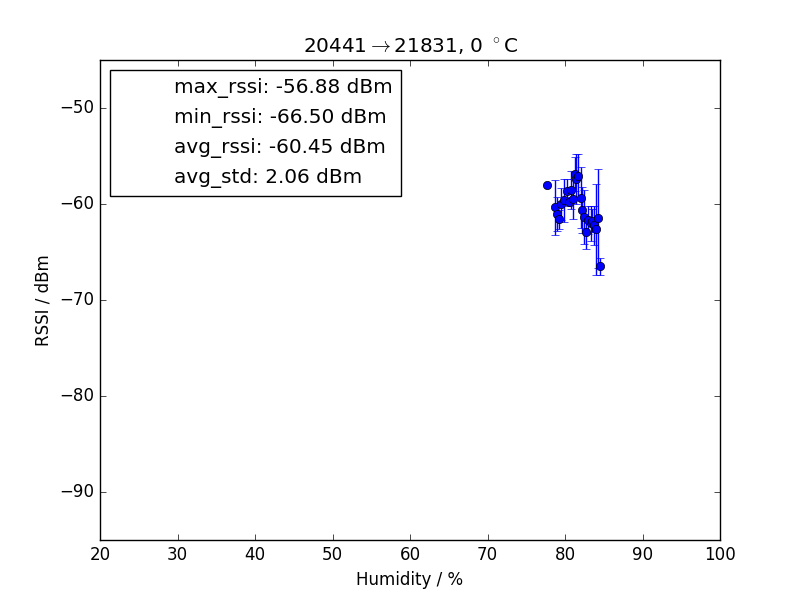 20441→21831, 0 °C
max_rssi: -56.88 dBm
min_rssi: -66.50 dBm
avg_rssi: -60.45 dBm
avg_std: 2.06 dBm
RSSI / dBm
−50
−60
−70
−80
−90
20 30 40 50 60 70 80 90 100
Humidity / %